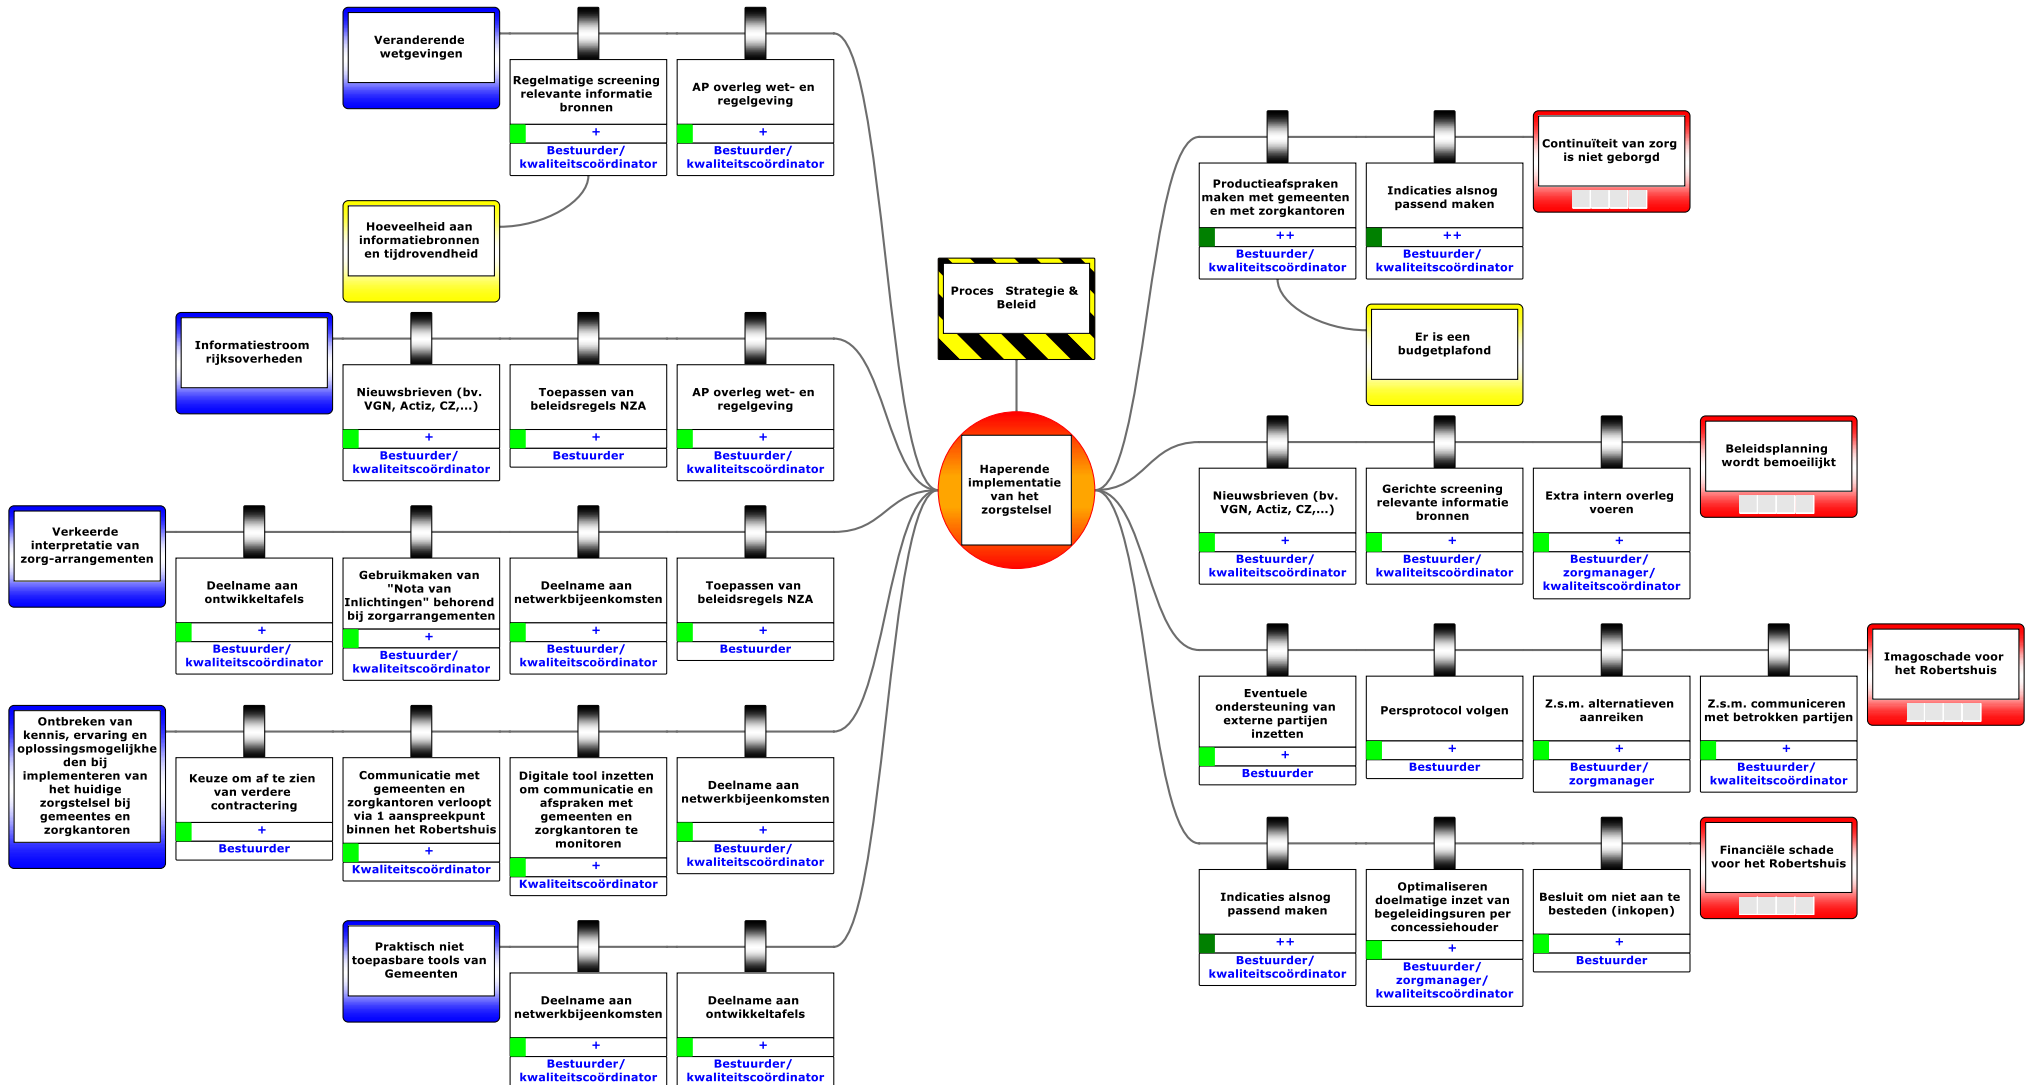 Veranderende
wetgevingen
Regelmatige screening
relevante informatie
bronnen
+
Bestuurder/
kwaliteitscoördinator
AP overleg wet- en
regelgeving
+
Bestuurder/
kwaliteitscoördinator
Hoeveelheid aan
informatiebronnen
en tijdrovendheid
Informatiestroom
rijksoverheden
Nieuwsbrieven (bv.
VGN, Actiz, CZ,...)
+
Bestuurder/
kwaliteitscoördinator
Toepassen van
beleidsregels NZA
+
Bestuurder
AP overleg wet- en
regelgeving
+
Bestuurder/
kwaliteitscoördinator
Verkeerde
interpretatie van
zorg-arrangementen
Deelname aan
ontwikkeltafels
+
Bestuurder/
kwaliteitscoördinator
Gebruikmaken van
"Nota van
Inlichtingen" behorend
bij zorgarrangementen
+
Bestuurder/
kwaliteitscoördinator
Deelname aan
netwerkbijeenkomsten
+
Bestuurder/
kwaliteitscoördinator
Toepassen van
beleidsregels NZA
+
Bestuurder
Ontbreken van
kennis, ervaring en
oplossingsmogelijkhe
den bij
implementeren van
het huidige
zorgstelsel bij
gemeentes en
zorgkantoren
Keuze om af te zien
van verdere
contractering
+
Bestuurder
Communicatie met
gemeenten en
zorgkantoren verloopt
via 1 aanspreekpunt
binnen het Robertshuis
+
Kwaliteitscoördinator
Digitale tool inzetten
om communicatie en
afspraken met
gemeenten en
zorgkantoren te
monitoren
+
Kwaliteitscoördinator
Deelname aan
netwerkbijeenkomsten
+
Bestuurder/
kwaliteitscoördinator
Praktisch niet
toepasbare tools van
Gemeenten
Deelname aan
netwerkbijeenkomsten
+
Bestuurder/
kwaliteitscoördinator
Deelname aan
ontwikkeltafels
+
Bestuurder/
kwaliteitscoördinator
Proces   Strategie &
Beleid
Haperende
implementatie
van het
zorgstelsel
Productieafspraken
maken met gemeenten
en met zorgkantoren
++
Bestuurder/
kwaliteitscoördinator
Indicaties alsnog
passend maken
++
Bestuurder/
kwaliteitscoördinator
Continuïteit van zorg
is niet geborgd
Er is een
budgetplafond
Nieuwsbrieven (bv.
VGN, Actiz, CZ,...)
+
Bestuurder/
kwaliteitscoördinator
Gerichte screening
relevante informatie
bronnen
+
Bestuurder/
kwaliteitscoördinator
Extra intern overleg
voeren
+
Bestuurder/
zorgmanager/
kwaliteitscoördinator
Beleidsplanning
wordt bemoeilijkt
Eventuele
ondersteuning van
externe partijen
inzetten
+
Bestuurder
Persprotocol volgen
+
Bestuurder
Z.s.m. alternatieven
aanreiken
+
Bestuurder/
zorgmanager
Z.s.m. communiceren
met betrokken partijen
+
Bestuurder/
kwaliteitscoördinator
Imagoschade voor
het Robertshuis
Indicaties alsnog
passend maken
++
Bestuurder/
kwaliteitscoördinator
Optimaliseren
doelmatige inzet van
begeleidingsuren per
concessiehouder
+
Bestuurder/
zorgmanager/
kwaliteitscoördinator
Besluit om niet aan te
besteden (inkopen)
+
Bestuurder
Financiële schade
voor het Robertshuis